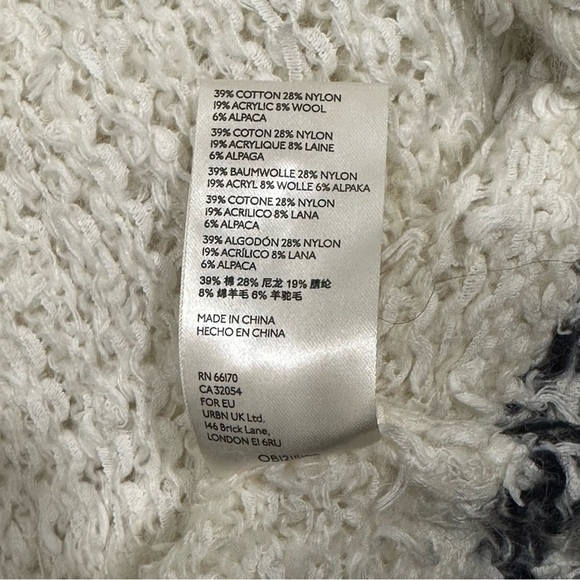 39% COTTON 28% NYLON
19% ACRYLIC 8% WOOL
6% ALPACA
39% COTON 28% NYLON
19% ACRYLIQUE 8% LAINE
6% ALPAGA
39% BAUMWOLLE 28% NYLON
19% ACRYL 8% WOLLE 6% ALPAKA
39% COTONE 28% NYLON
19% ACRILICO 8% LANA
6% ALPACA
39% ALGODÓN 28% NYLON
19% ACRÍLICO 8% LANA
6% ALPACA
39% 棉 28% 尼龙 19% 腈纶
8% 绵羊毛 6% 羊驼毛
MADE IN CHINA
HECHO EN CHINA
RN 66170
CA 32054
FOR EU
URBN UK Ltd.
146 Brick Lane,
LONDON E1 6RU